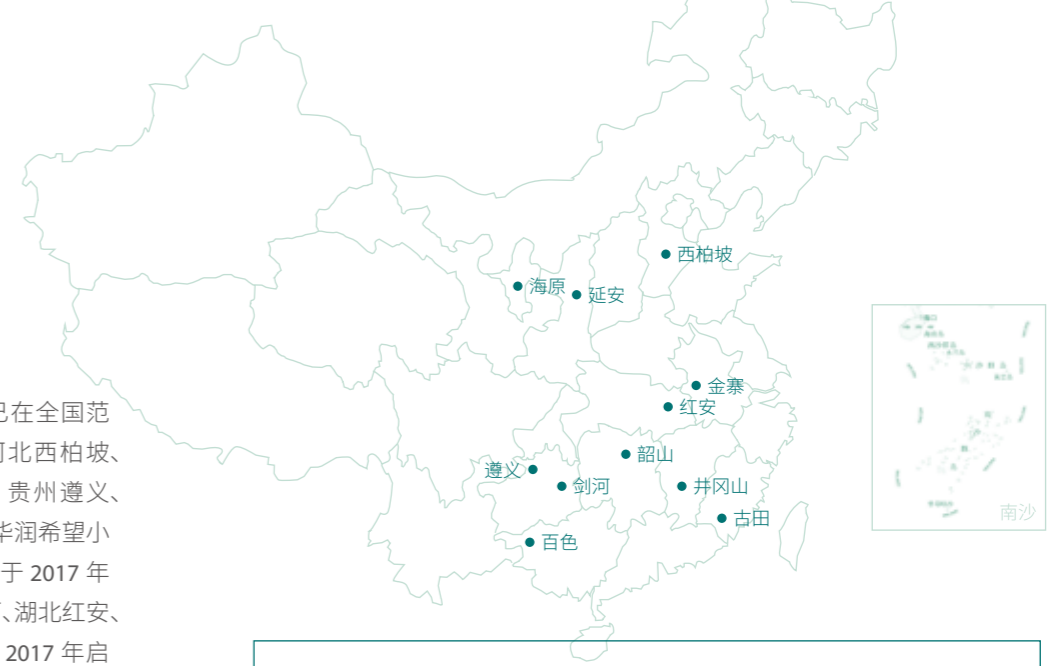 西柏坡
海原
延安
金寨
红安
韶山
遵义
剑河
井冈山
古田
百色
南沙
已在全国范
河北西柏坡、
贵州遵义、
华润希望小
于 2017 年
、湖北红安、
2017 年启